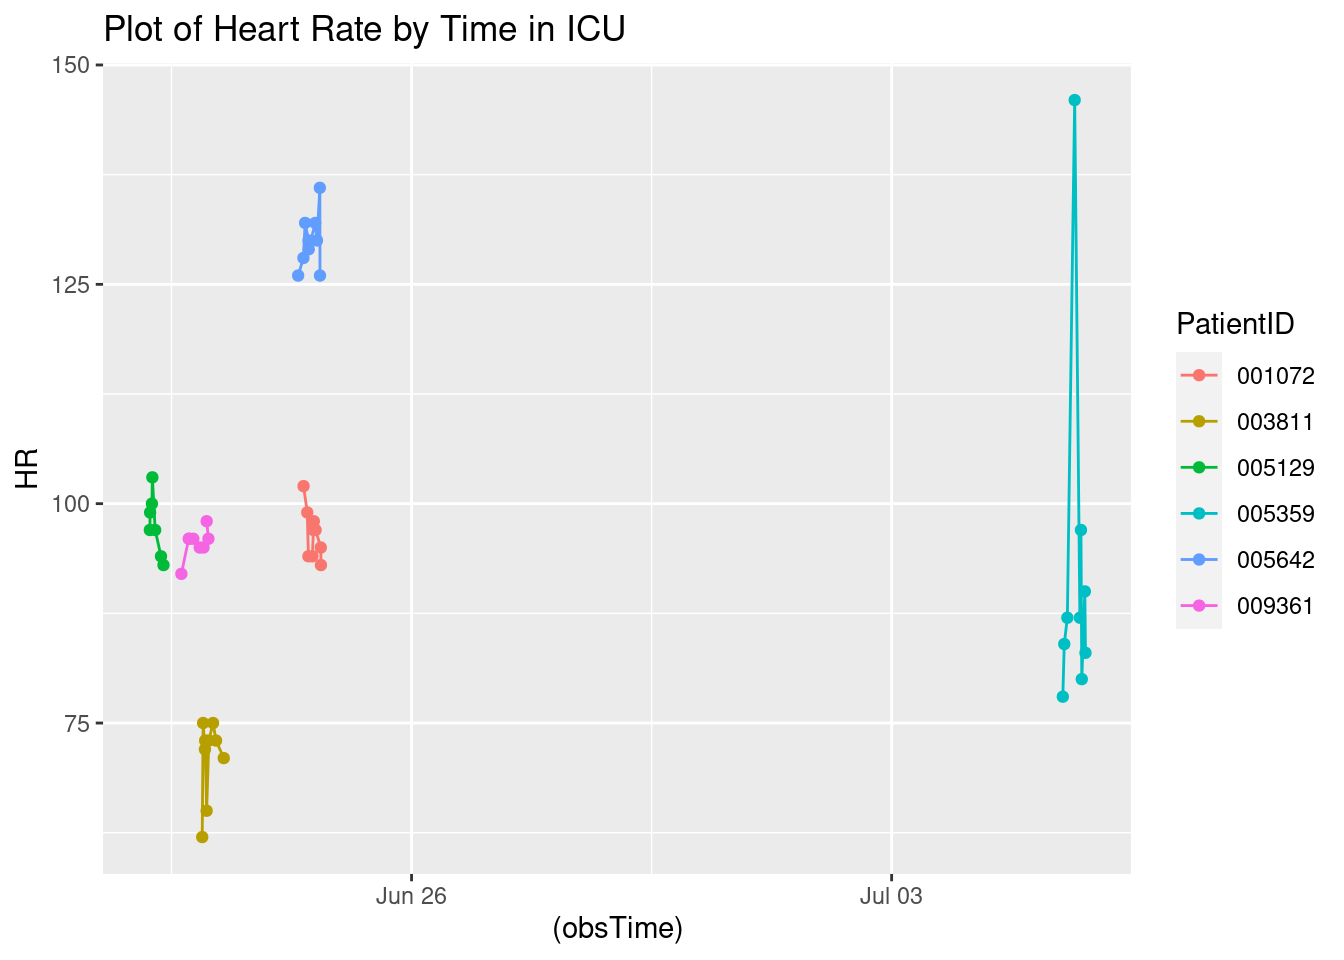 Plot of Heart Rate by Time in ICU
150
125
100
75
HR
Jun 26
Jul 03
(obsTime)
PatientID
001072
003811
005129
005359
005642
009361